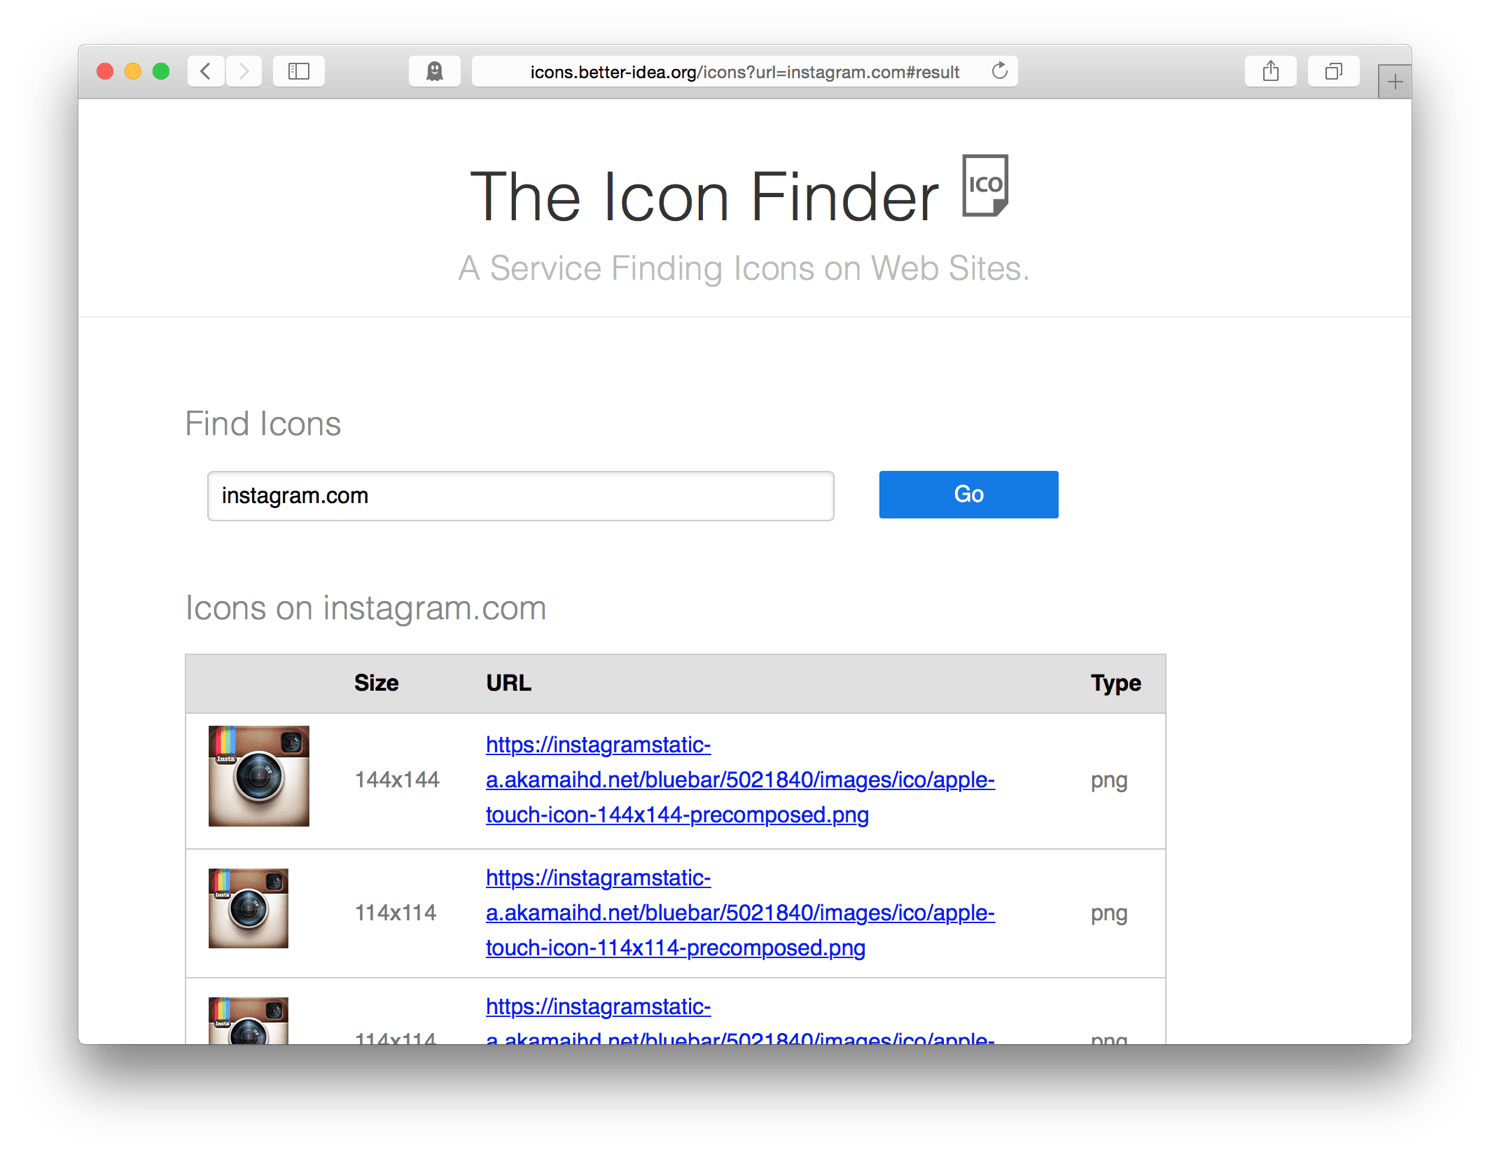 icons.better-idea.org/icons?url=instagram.com#result
The Icon Finder
ICO
A Service Finding Icons on Web Sites.
Find Icons
instagram.com
Go
Icons on instagram.com
Size URL Type
Insta
https://instagramstatic-
144x144 a.akamaihd.net/bluebar/5021840/images/ico/apple- png
touch-icon-144x144-precomposed.png
Insta
https://instagramstatic-
114x114 a.akamaihd.net/bluebar/5021840/images/ico/apple- png
touch-icon-114x114-precomposed.png
Insta
https://instagramstatic-
114x114 a.akamaihd.net/bluebar/5021840/images/ico/apple- png